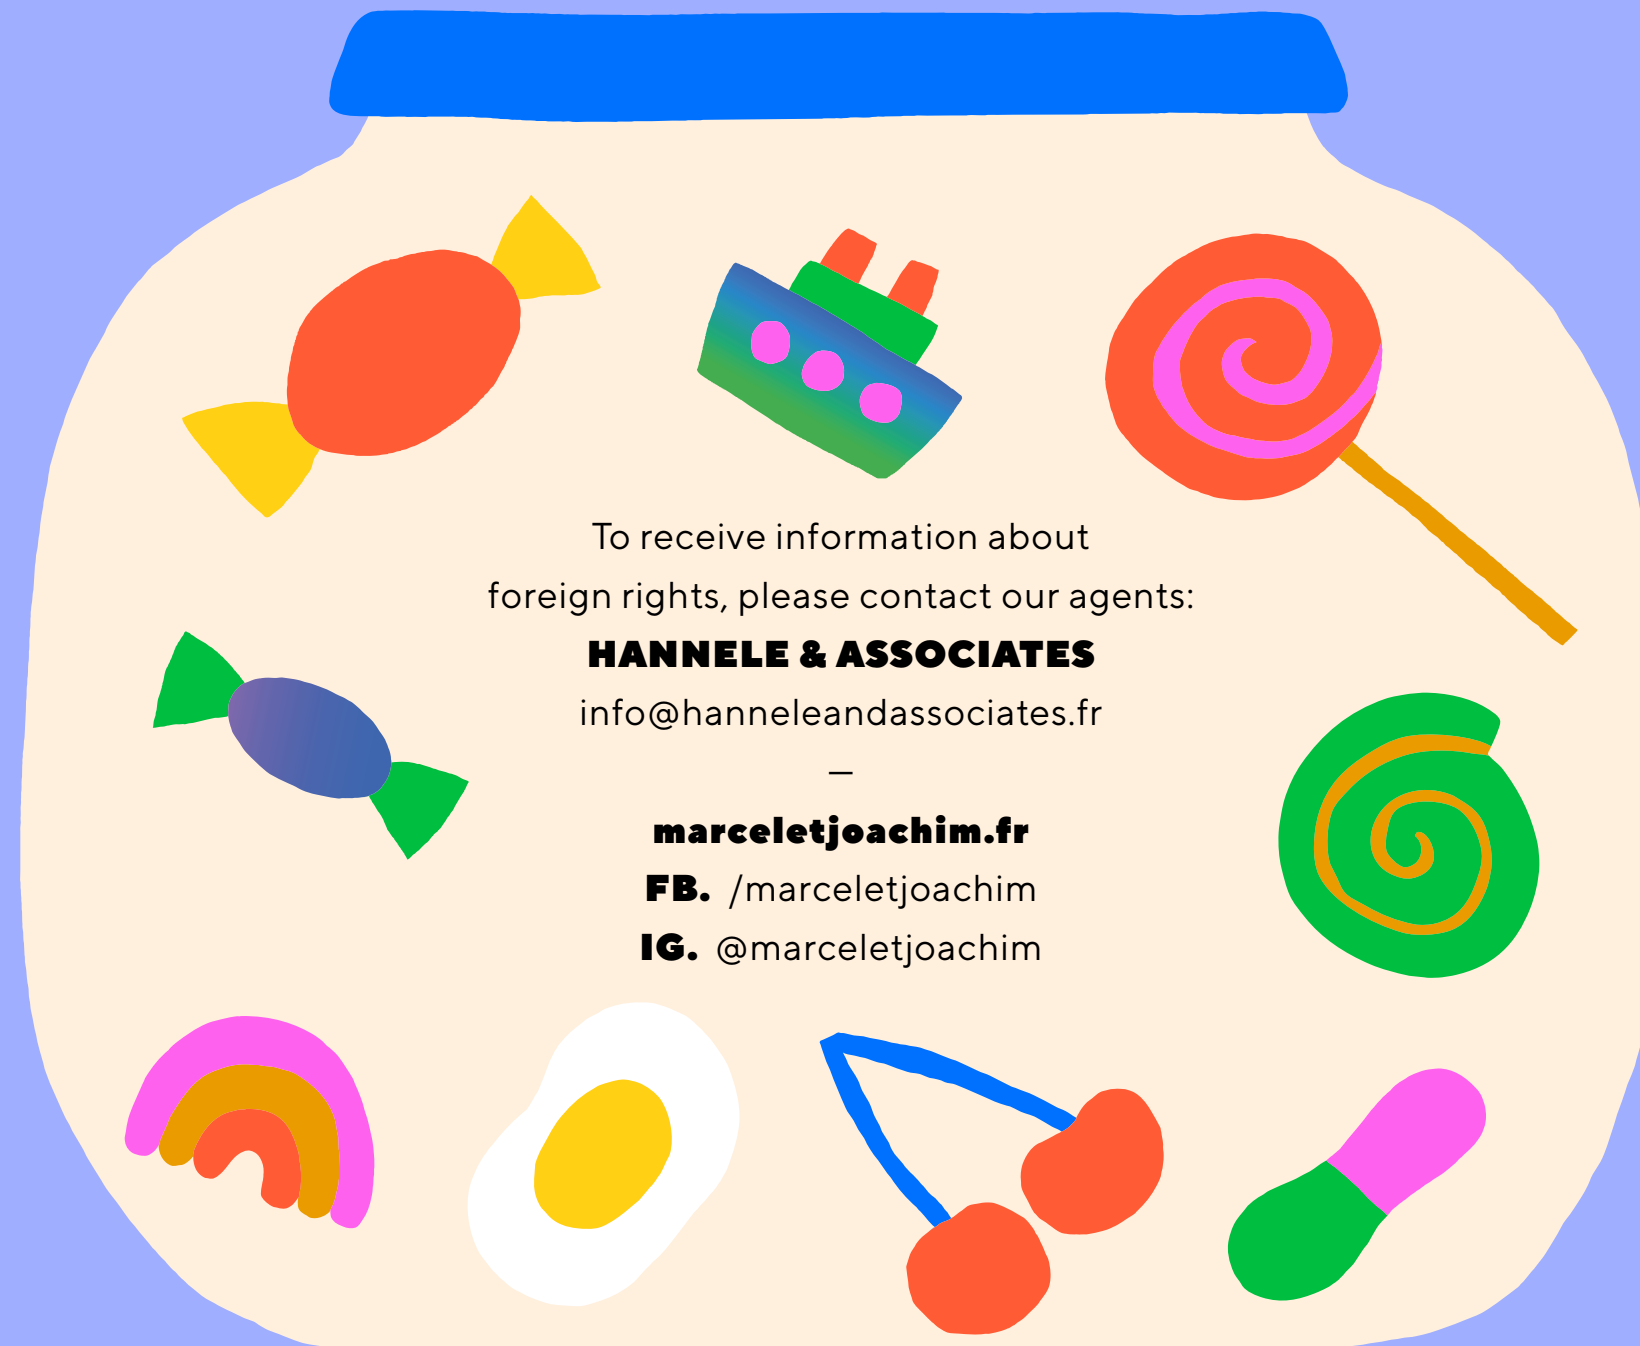 To receive information about
foreign rights, please contact our agents:
HANNELE & ASSOCIATES
info@hanneleandassociates.fr
—
marceletjoachim.fr
FB. /marceletjoachim
IG. @marceletjoachim